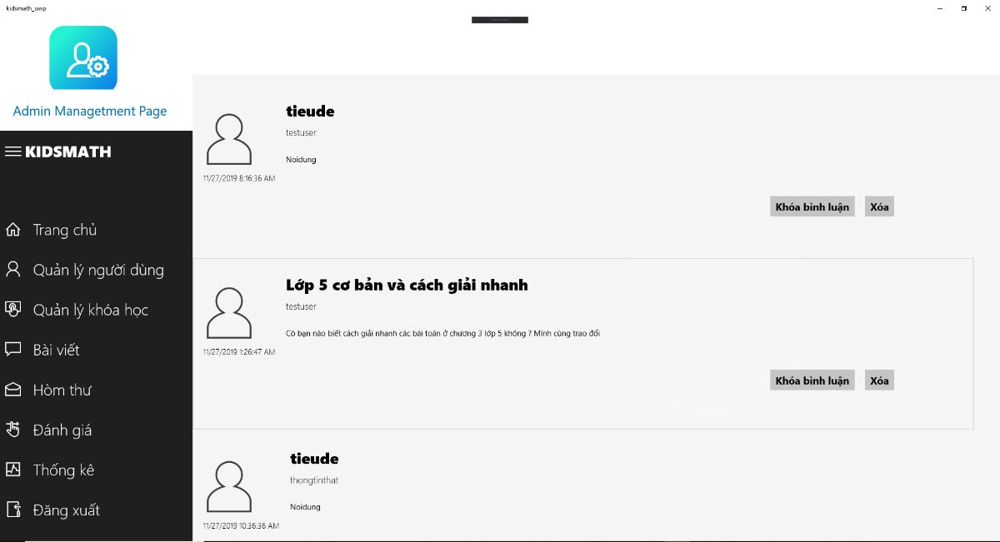 kidsmath_uwp
Admin Managetment Page
KIDSMATH
Trang chủ
Quản lý người dùng
Quản lý khóa học
Bài viết
Hòm thư
Đánh giá
Thống kê
Đăng xuất
tieude
testuser
Noidung
11/27/2019 8:16:36 AM
Khóa bình luận Xóa
Lớp 5 cơ bản và cách giải nhanh
testuser
Có bạn nào biết cách giải nhanh các bài toán ở chương 3 lớp 5 không ? Mình cùng trao đổi
11/27/2019 1:26:47 AM
Khóa bình luận Xóa
tieude
thongtinthat
Noidung
11/27/2019 10:36:36 AM